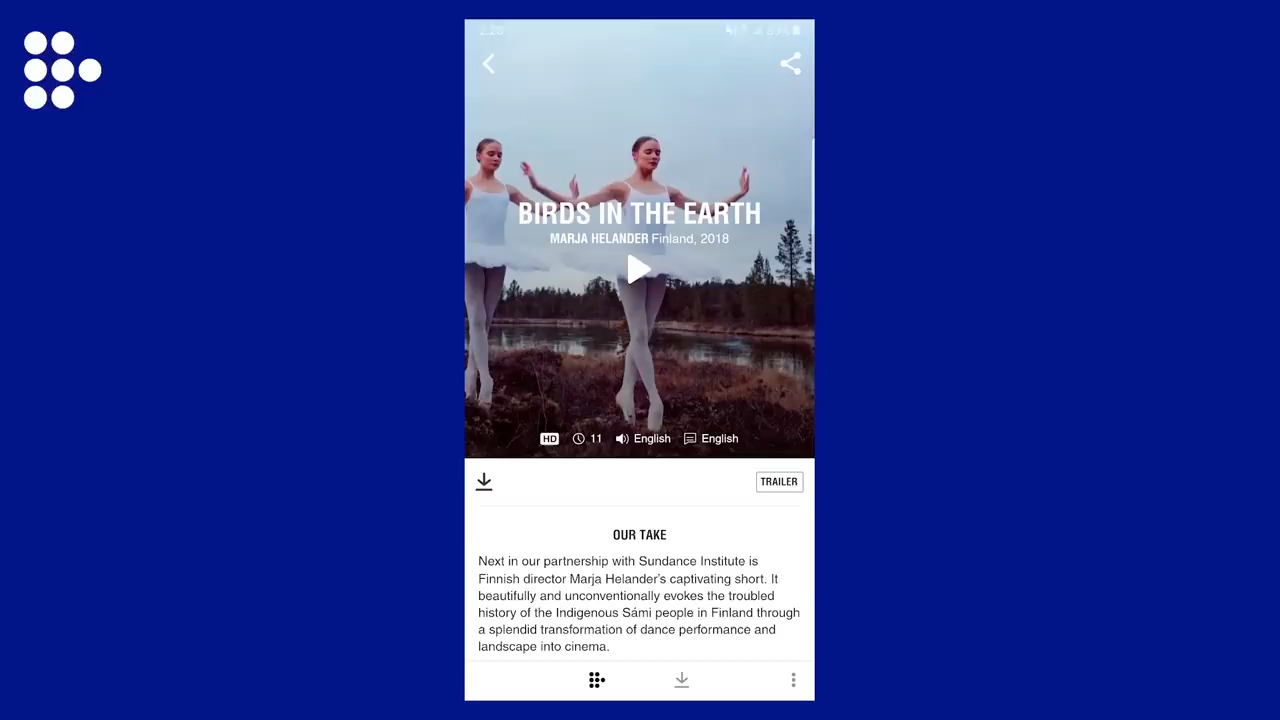 BIRDS IN THE EARTH
MARJA HELANDER Finland, 2018
HD 11 English English
TRAILER
OUR TAKE
Next in our partnership with Sundance Institute is
Finnish director Marja Helander's captivating short. It
beautifully and unconventionally evokes the troubled
history of the Indigenous Sámi people in Finland through
a splendid transformation of dance performance and
landscape into cinema.